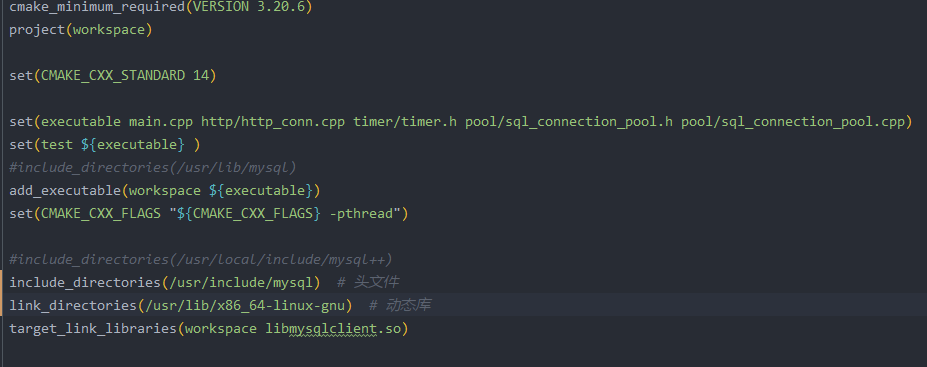 cmake_minimum_required(VERSION 3.20.6)
project(workspace)
set(CMAKE_CXX_STANDARD 14)
set(executable main.cpp http/http_conn.cpp timer/timer.h pool/sql_connection_pool.h pool/sql_connection_pool.cpp)
set(test ${executable} )
#include_directories(/usr/lib/mysql)
add_executable(workspace ${executable})
set(CMAKE_CXX_FLAGS "${CMAKE_CXX_FLAGS} -pthread")
#include_directories(/usr/local/include/mysql++)
include_directories(/usr/include/mysql)  # 头文件
link_directories(/usr/lib/x86_64-linux-gnu)  # 动态库
target_link_libraries(workspace libmysqlclient.so)